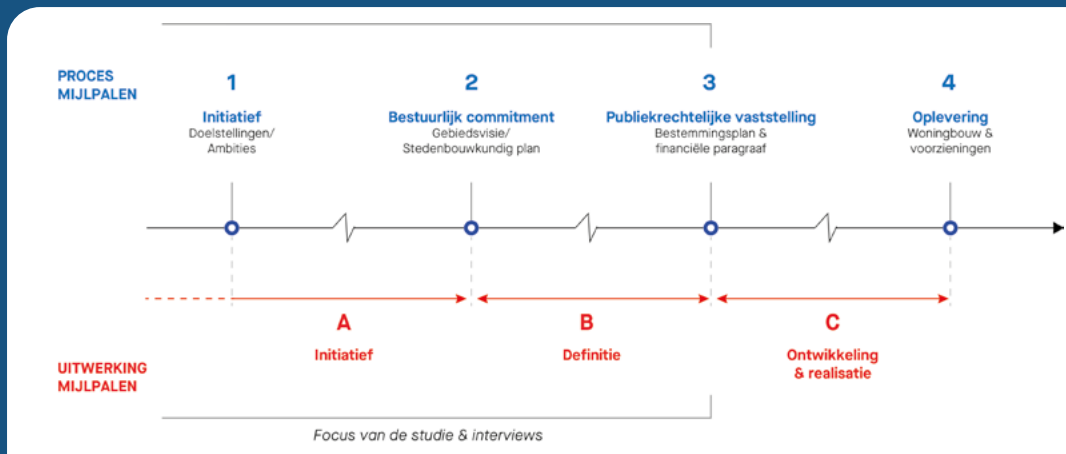 PROCES
MIJLPALEN
1
Initiatief
Doelstellingen/
Ambities
2
Bestuurlijk commitment
Gebiedsvisie/
Stedenbouwkundig plan
3
Publiekrechtelijke vaststelling
Bestemmingsplan &
financiële paragraaf
4
Oplevering
Woningbouw &
voorzieningen
A
Initiatief
B
Definitie
C
Ontwikkeling
& realisatie
UITWERKING
MIJLPALEN
Focus van de studie & interviews